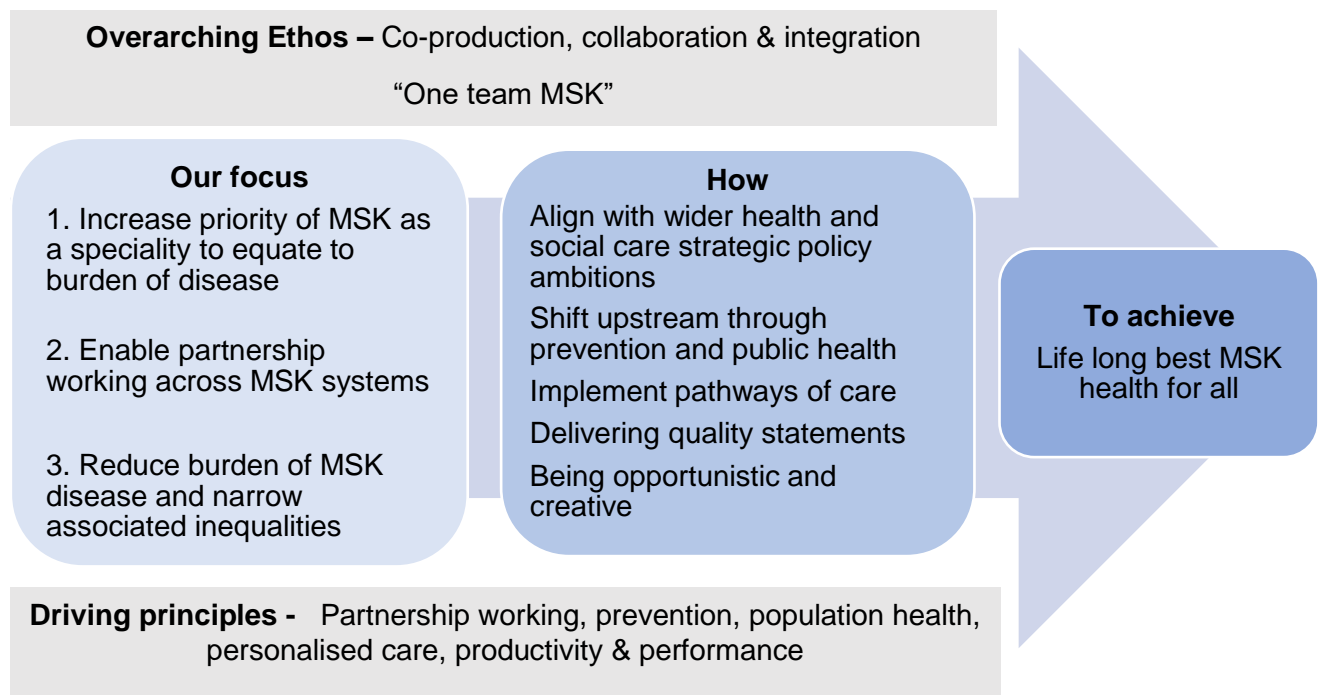 Overarching Ethos – Co-production, collaboration & integration
“One team MSK”
Our focus
1. Increase priority of MSK as
a speciality to equate to
burden of disease
2. Enable partnership
working across MSK systems
3. Reduce burden of MSK
disease and narrow
associated inequalities
How
Align with wider health and
social care strategic policy
ambitions
Shift upstream through
prevention and public health
Implement pathways of care
Delivering quality statements
Being opportunistic and
creative
To achieve
Life long best MSK
health for all
Driving principles - Partnership working, prevention, population health,
personalised care, productivity & performance